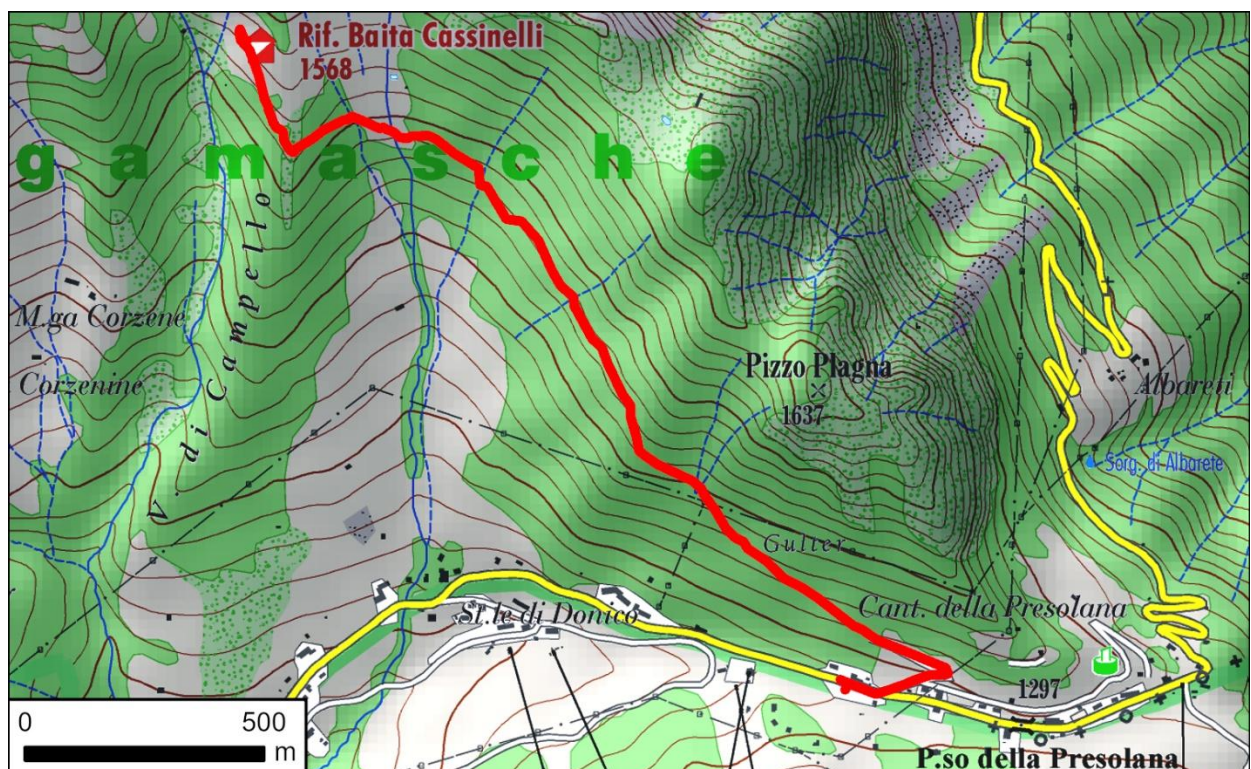 Rif. Baita Cassinelli
1568
gamasche
V. di Campello
M.ga Corzene
Corzenine
Pizzo Plagna
1637
Albareti
Sorg. di Albarete
Gulter
Cant. della Presolana
St.le di Donico
1297
P.so della Presolana
0 500
m